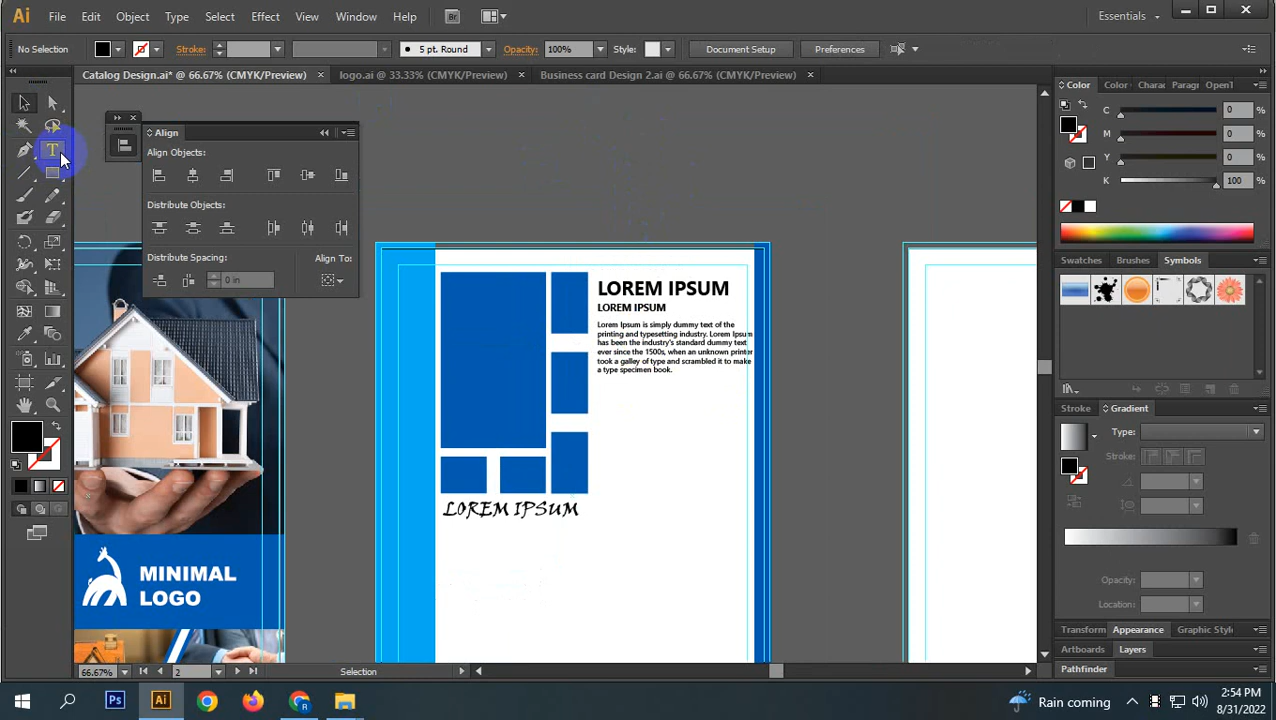 Ai File Edit Object Type Select Effect View Window Help Br Essentials
No Selection Stroke: 5 pt. Round Opacity: 100% Style: Document Setup Preferences
Catalog Design.ai* @ 66.67% (CMYK/Preview) × logo.ai @ 33.33% (CMYK/Preview) × Business card Design 2.ai @ 66.67% (CMYK/Preview) ×
Color Color Charac Parag OpenT
C 0
M 0
Y 0
K 100
Align
Align Objects:
Distribute Objects:
Distribute Spacing: Align To:
0 in
T
Swatches Brushes Symbols
LOREM IPSUM
LOREM IPSUM
Lorem Ipsum is simply dummy text of the
printing and typesetting industry. Lorem Ipsum
has been the industry's standard dummy text
ever since the 1500s, when an unknown printer
took a galley of type and scrambled it to make
a type specimen book.
LOREM IPSUM
MINIMAL
LOGO
Stroke Gradient
Type:
Stroke:
Opacity:
Location:
Transform Appearance Graphic Style
Artboards Layers
Pathfinder
66.67% 2 Selection
Ps Ai Rain coming 2:54 PM
8/31/2022